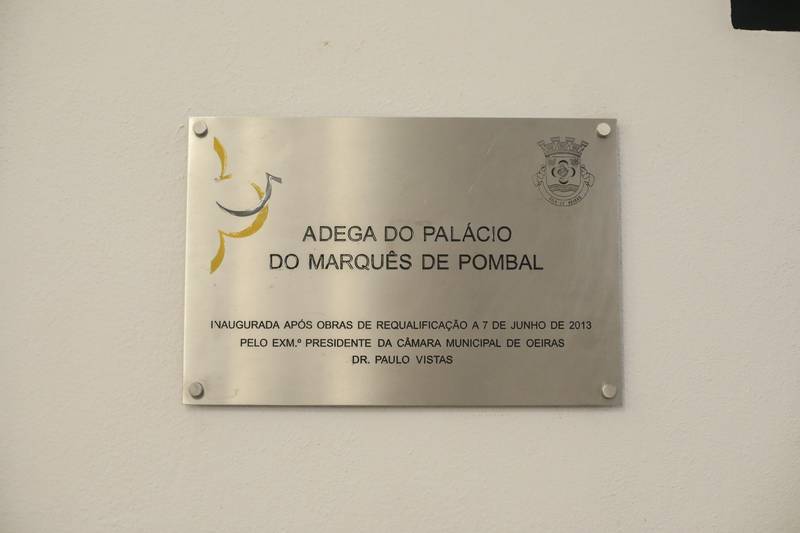 ADEGA DO PALÁCIO
DO MARQUÊS DE POMBAL
INAUGURADA APÓS OBRAS DE REQUALIFICAÇÃO A 7 DE JUNHO DE 2013
PELO EXM.º PRESIDENTE DA CÂMARA MUNICIPAL DE OEIRAS
DR. PAULO VISTAS